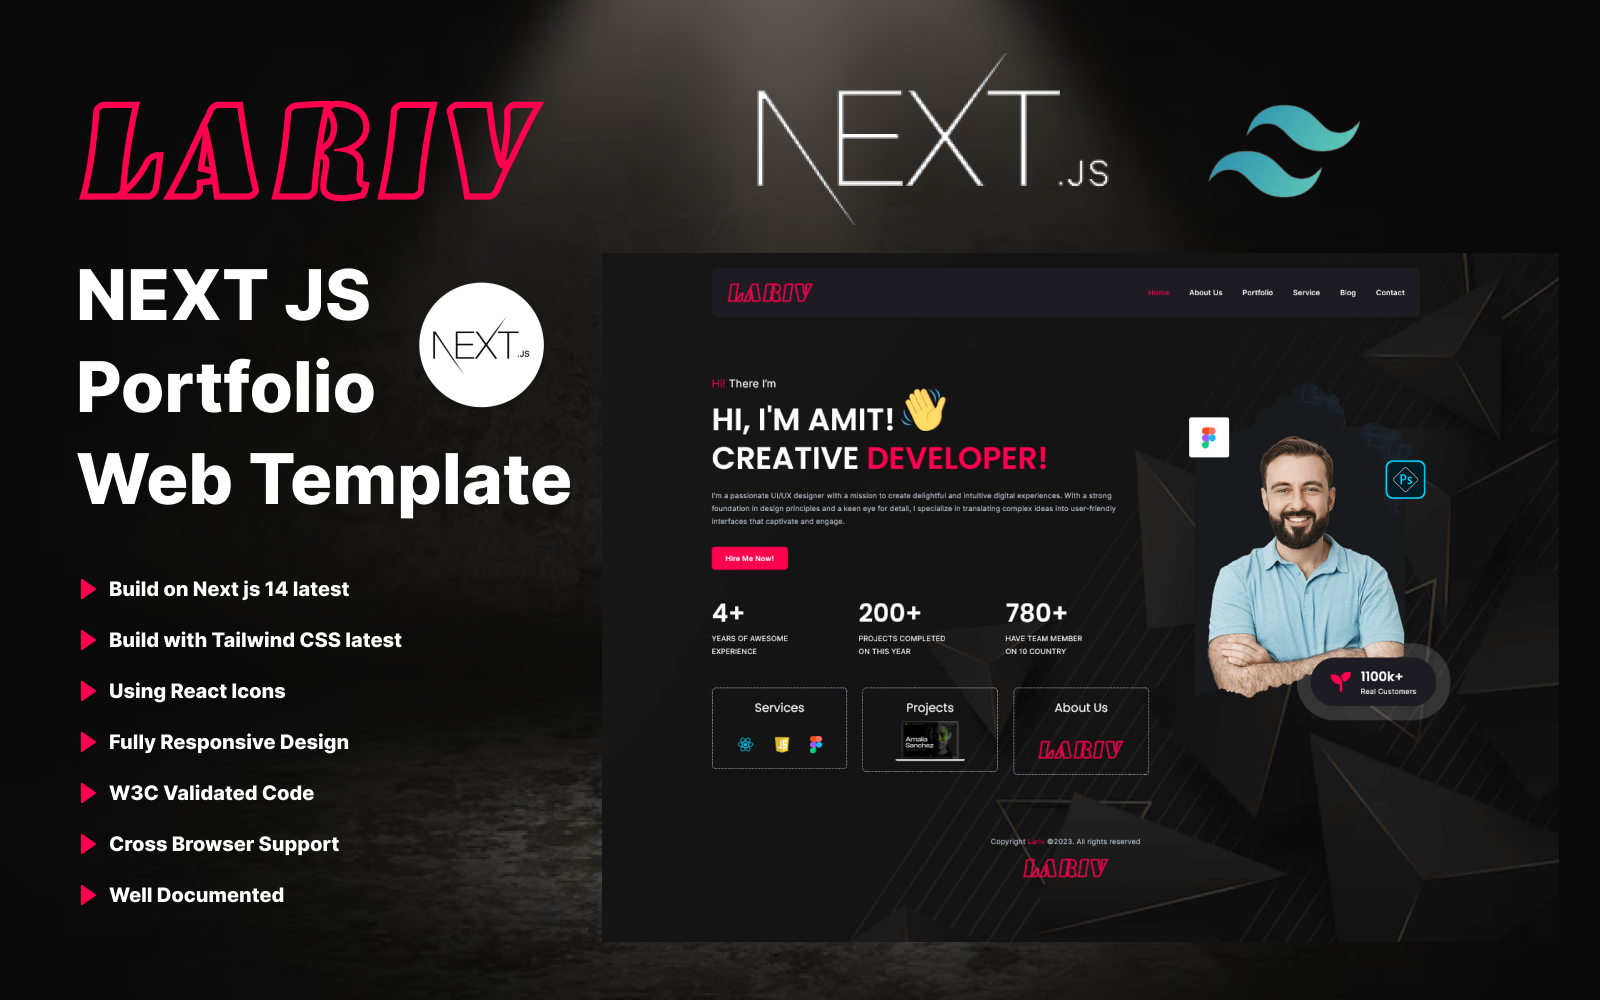 LARIV
NEXT.JS
NEXT JS
Portfolio
Web Template
NEXT.JS
Build on Next js 14 latest
Build with Tailwind CSS latest
Using React Icons
Fully Responsive Design
W3C Validated Code
Cross Browser Support
Well Documented
LARIV
Home About Us Portfolio Service Blog Contact
Hi! There I'm
HI, I'M AMIT!
CREATIVE DEVELOPER!
I'm a passionate UI/UX designer with a mission to create delightful and intuitive digital experiences. With a strong
foundation in design principles and a keen eye for detail, I specialize in translating complex ideas into user-friendly
interfaces that captivate and engage.
Hire Me Now!
4+ 200+ 780+
YEARS OF AWESOME PROJECTS COMPLETED HAVE TEAM MEMBER
EXPERIENCE ON THIS YEAR ON 10 COUNTRY
Ps
1100k+
Real Customers
Services
JS
Projects
Amalia
Sanchez
About Us
LARIV
Copyright Lariv ©2023. All rights reserved
LARIV